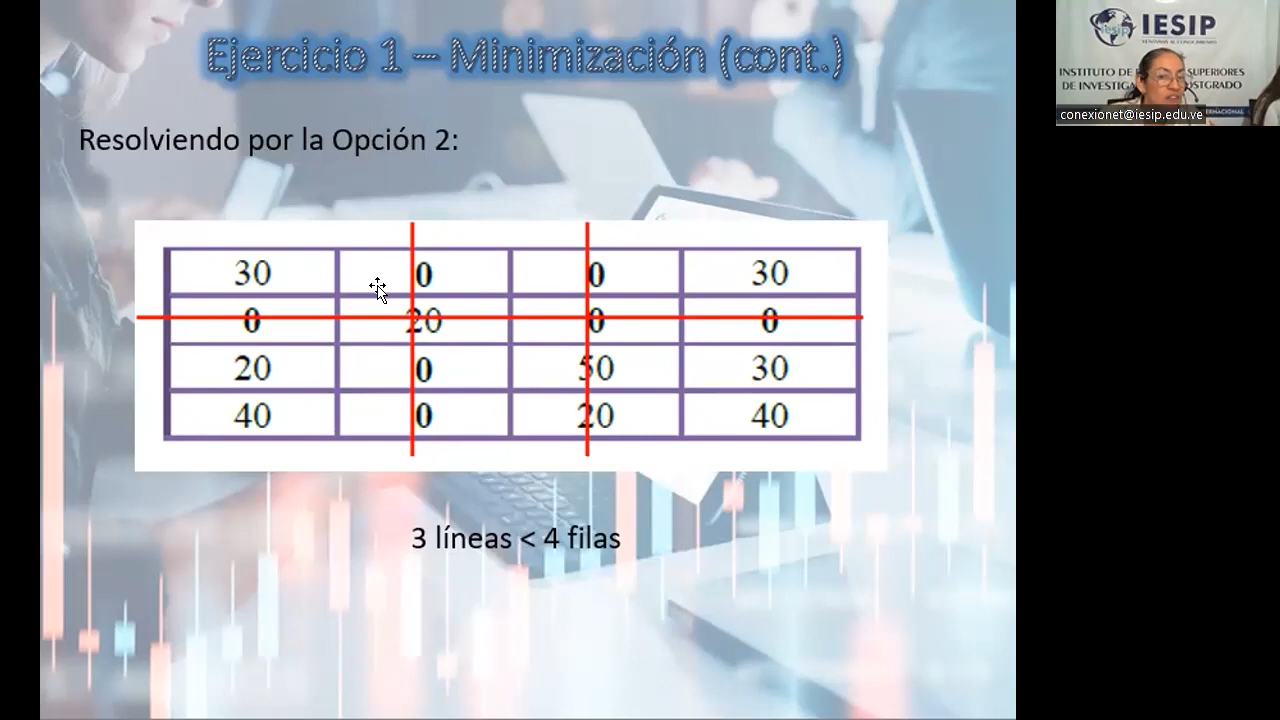 Ejercicio 1 – Minimización (cont.)
Resolviendo por la Opción 2:
30 0 0 30
0 20 0 0
20 0 50 30
40 0 20 40
3 líneas < 4 filas
IESIP
INSTITUTO DE SUPERIORES
DE INVESTIGA OSTGRADO
conexionet@iesip.edu.ve